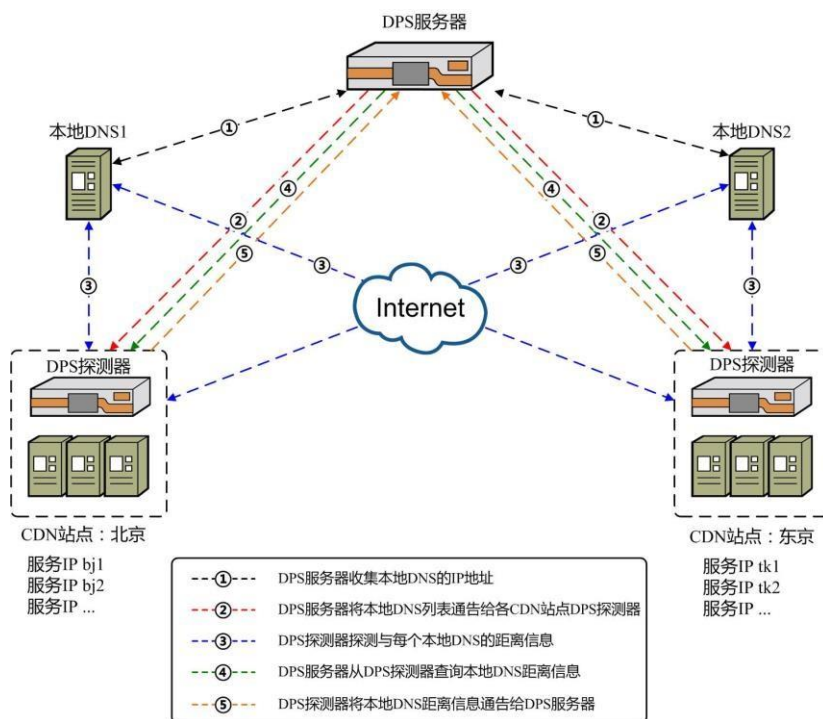 DPS服务器
本地DNS1
本地DNS2
①
①
④
④
②
②
⑤
⑤
③
③
③
③
Internet
DPS探测器
DPS探测器
CDN站点：北京
CDN站点：东京
服务IP bj1
服务IP bj2
服务IP ...
服务IP tk1
服务IP tk2
服务IP ...
① DPS服务器收集本地DNS的IP地址
② DPS服务器将本地DNS列表通告给各CDN站点DPS探测器
③ DPS探测器探测与每个本地DNS的距离信息
④ DPS服务器从DPS探测器查询本地DNS距离信息
⑤ DPS探测器将本地DNS距离信息通告给DPS服务器